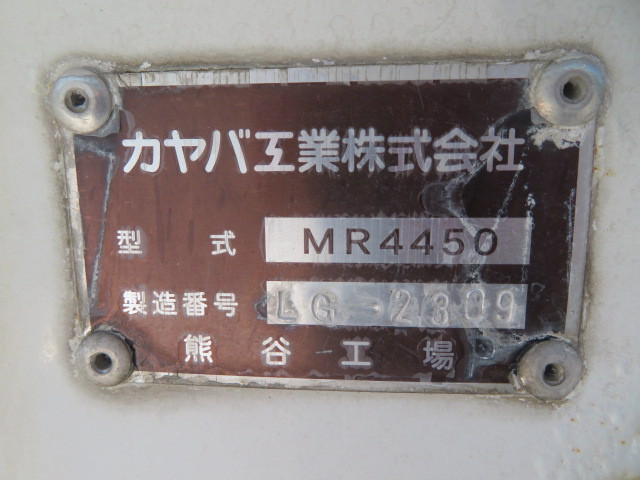 カヤバ工業株式会社
型式 MR4450
製造番号 LG-2309
熊谷工場